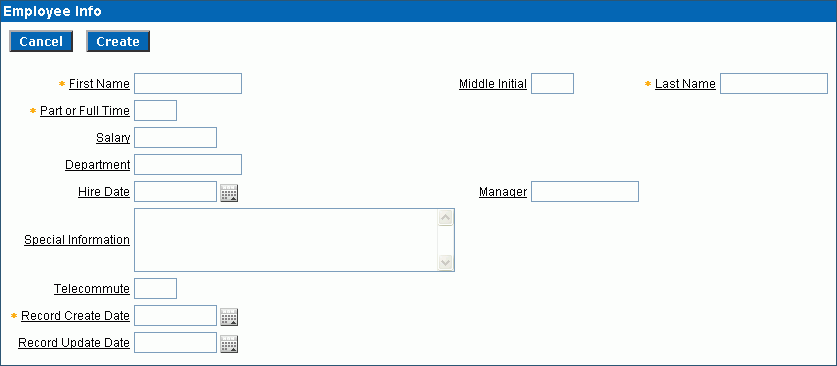 Employee Info
Cancel Create
* First Name Middle Initial * Last Name
* Part or Full Time
Salary
Department
Hire Date Manager
Special Information
Telecommute
* Record Create Date
Record Update Date